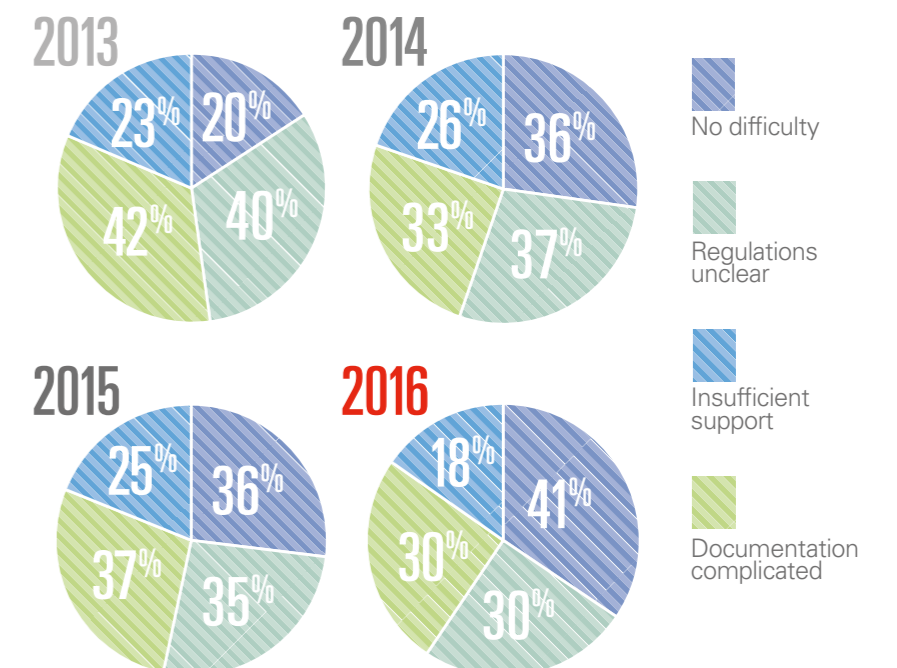 2013
23%
20%
42%
40%
2014
26%
36%
33%
37%
2015
25%
36%
37%
35%
2016
18%
41%
30%
30%
No difficulty
Regulations
unclear
Insufficient
support
Documentation
complicated